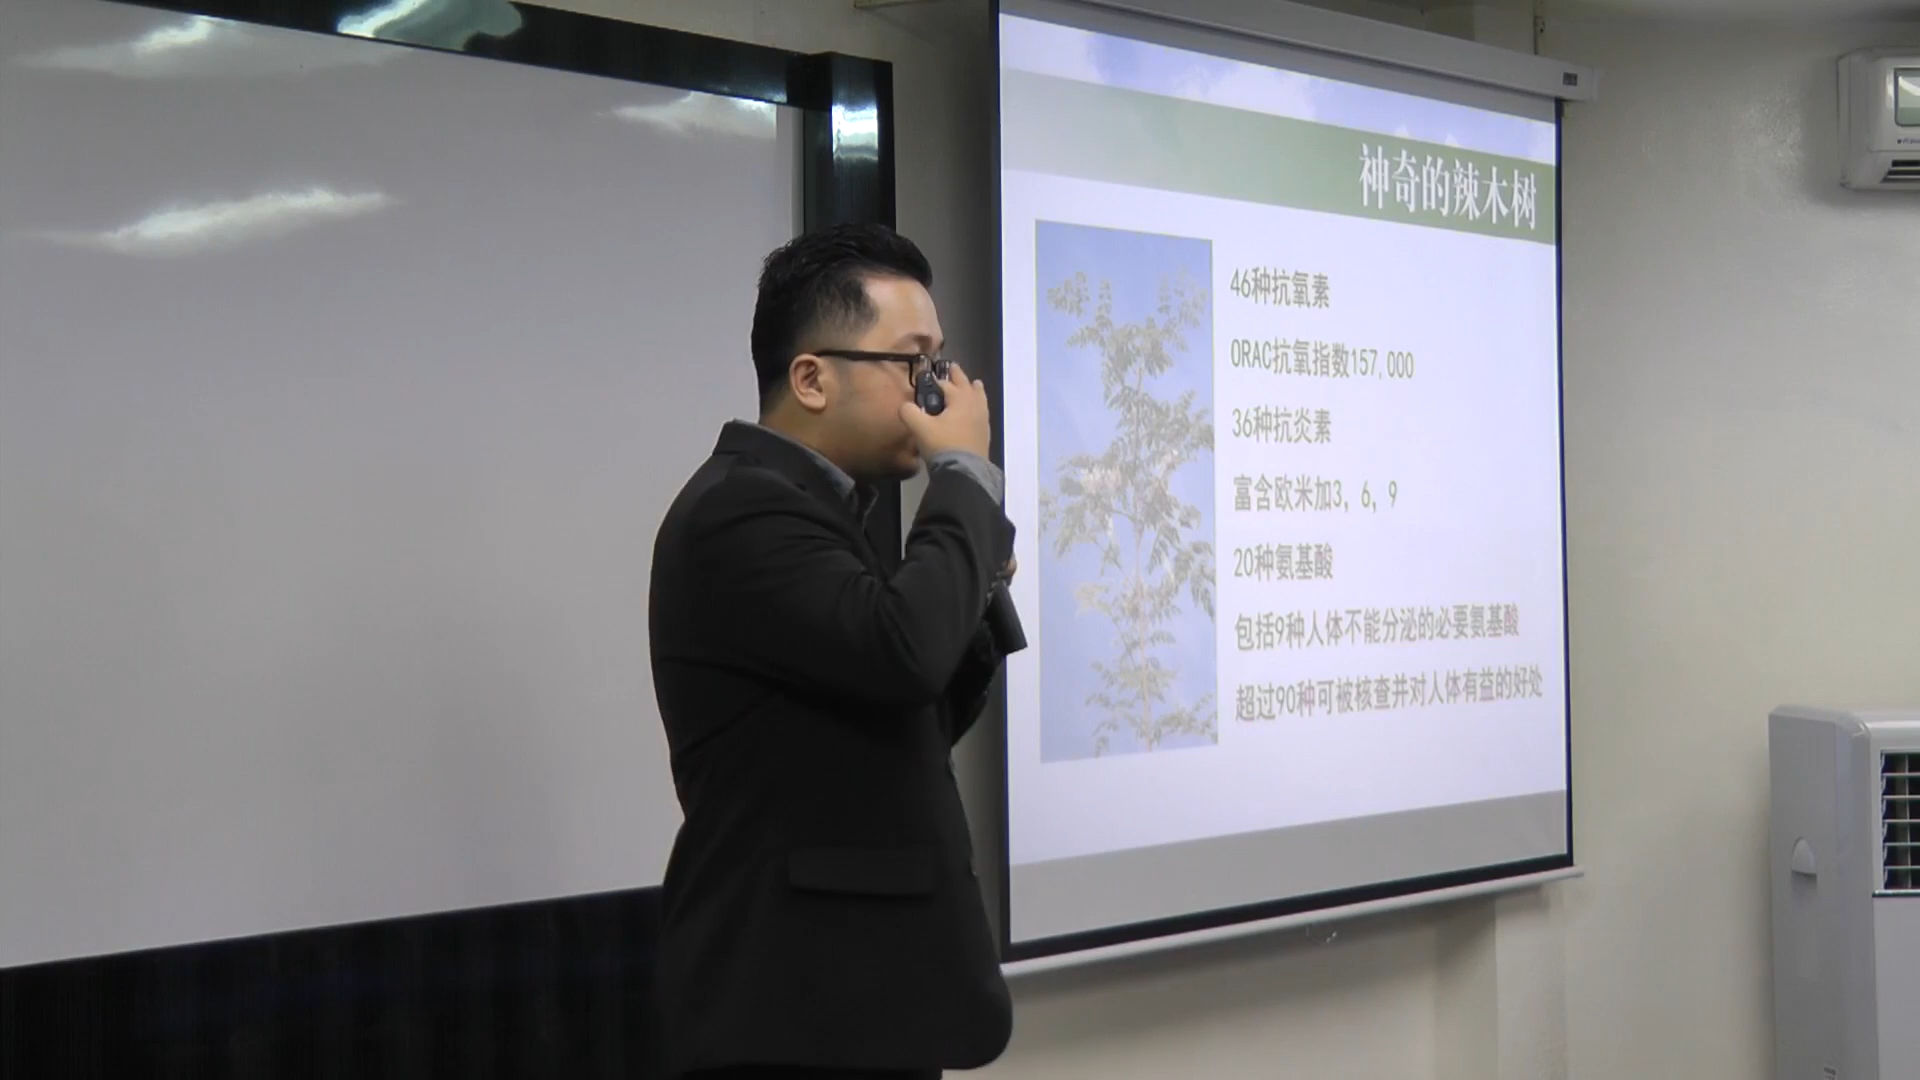 神奇的辣木树
46种抗氧素
ORAC抗氧指数157,000
36种抗炎素
富含欧米加3, 6, 9
20种氨基酸
包括9种人体不能分泌的必要氨基酸
超过90种可被核查并对人体有益的好处